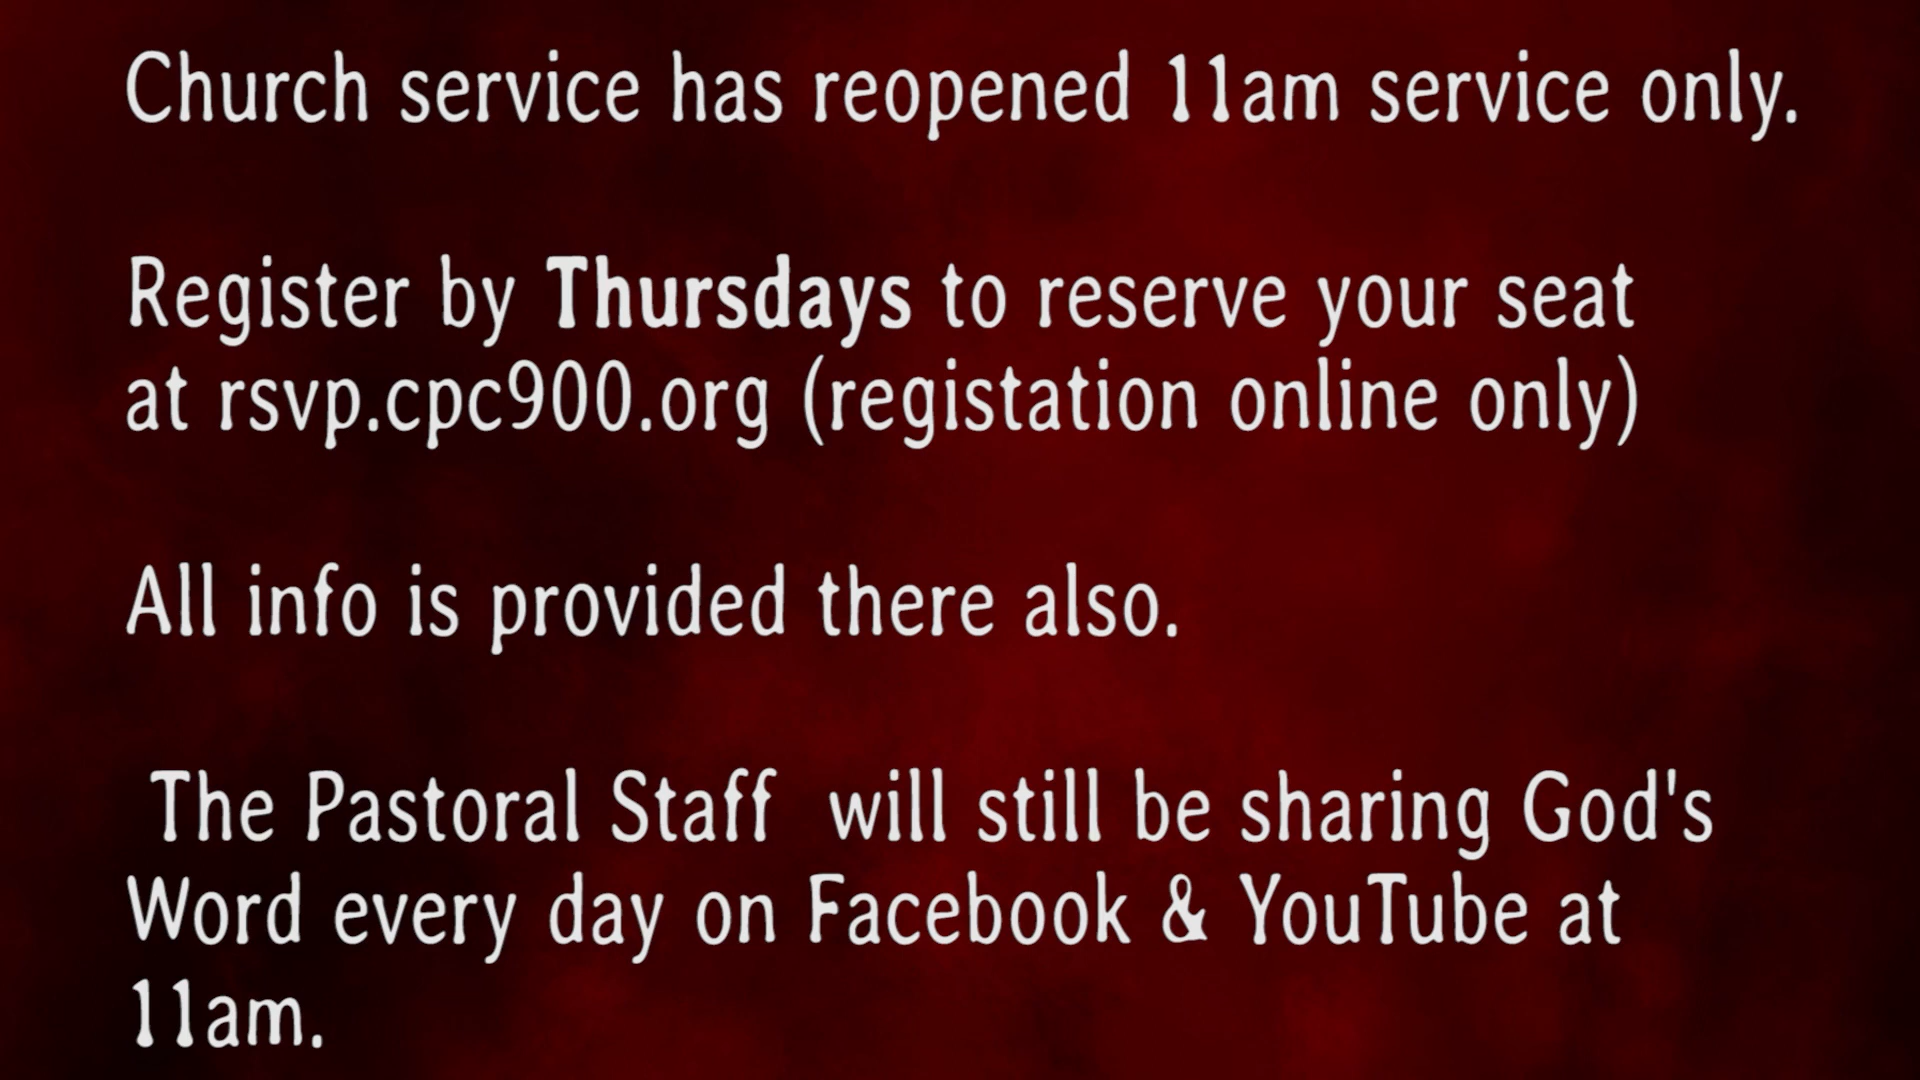 Church service has reopened 11am service only.
Register by Thursdays to reserve your seat
at rsvp.cpc900.org (registation online only)
All info is provided there also.
The Pastoral Staff  will still be sharing God's
Word every day on Facebook & YouTube at
11am.